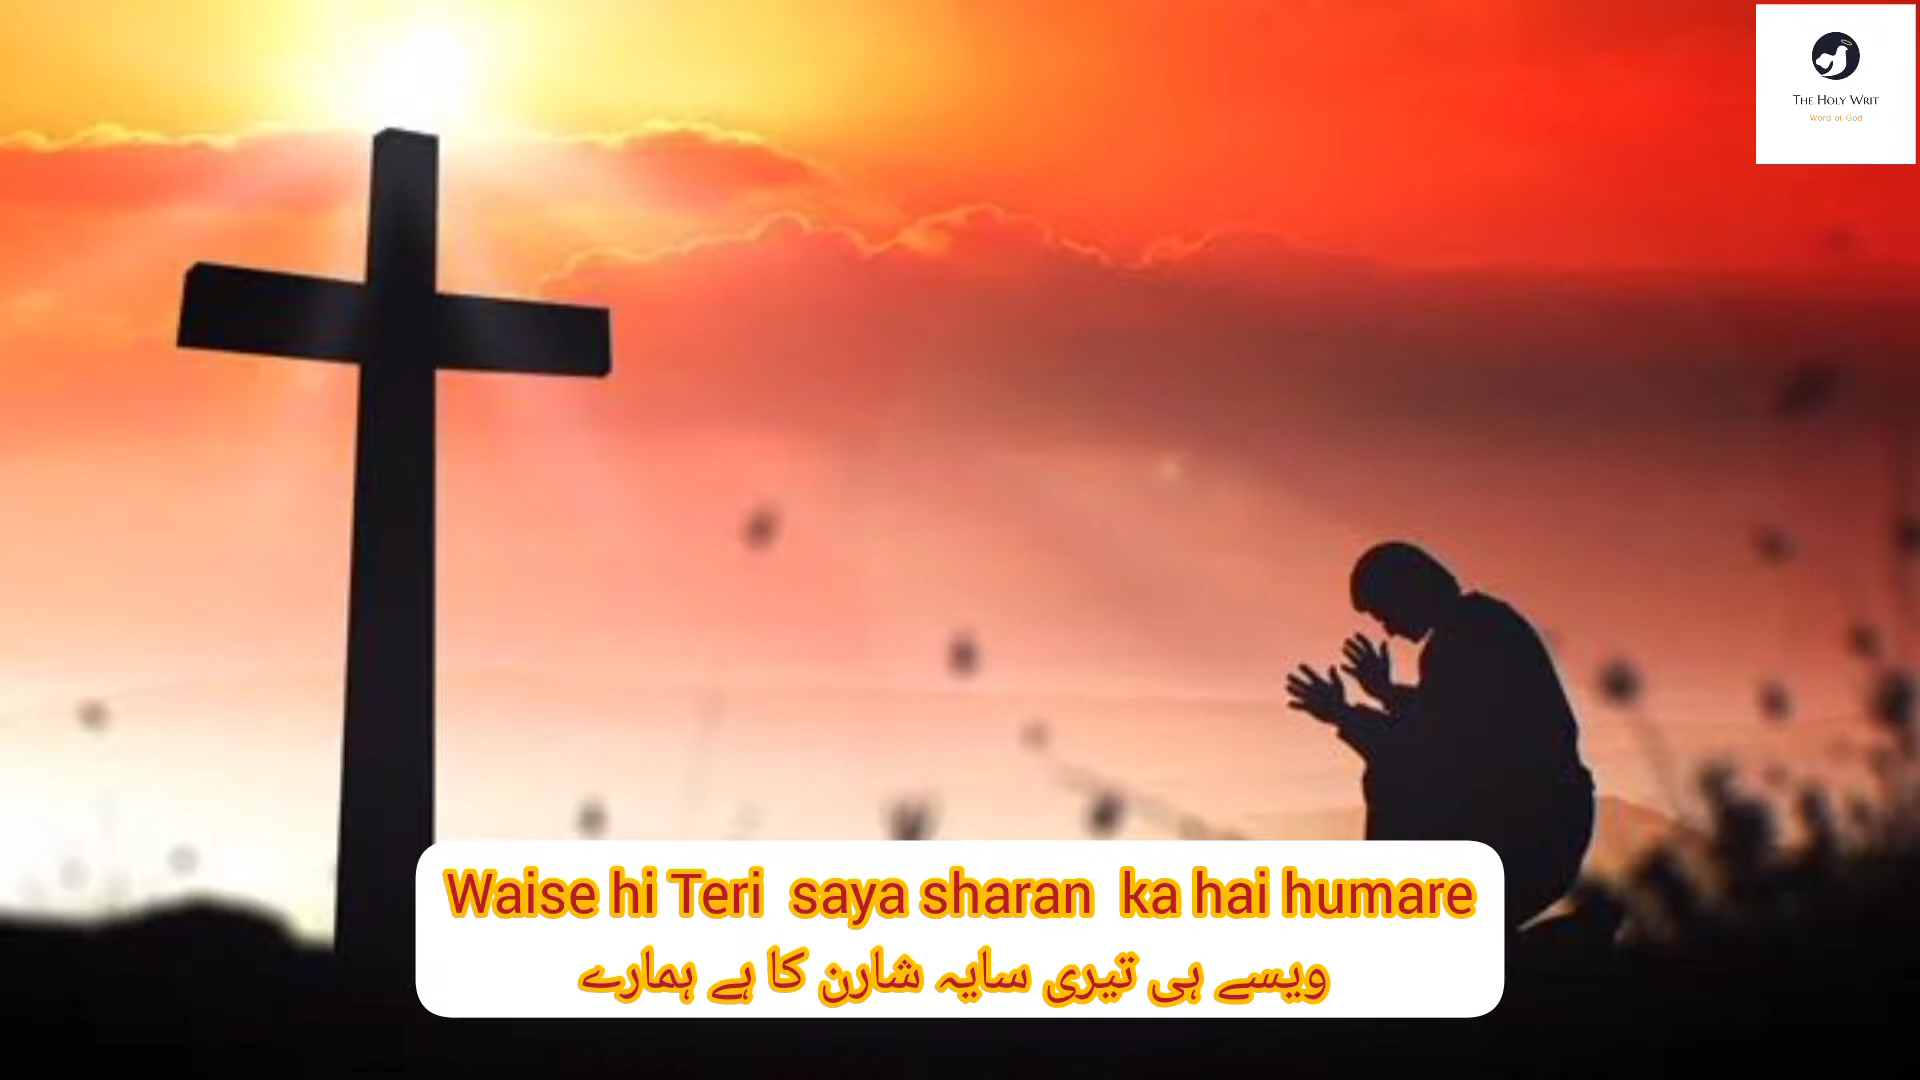 The Holy Writ
Word of God
Waise hi Teri saya sharan ka hai humare
ویسے ہی تیری سایہ شارن کا ہے ہمارے